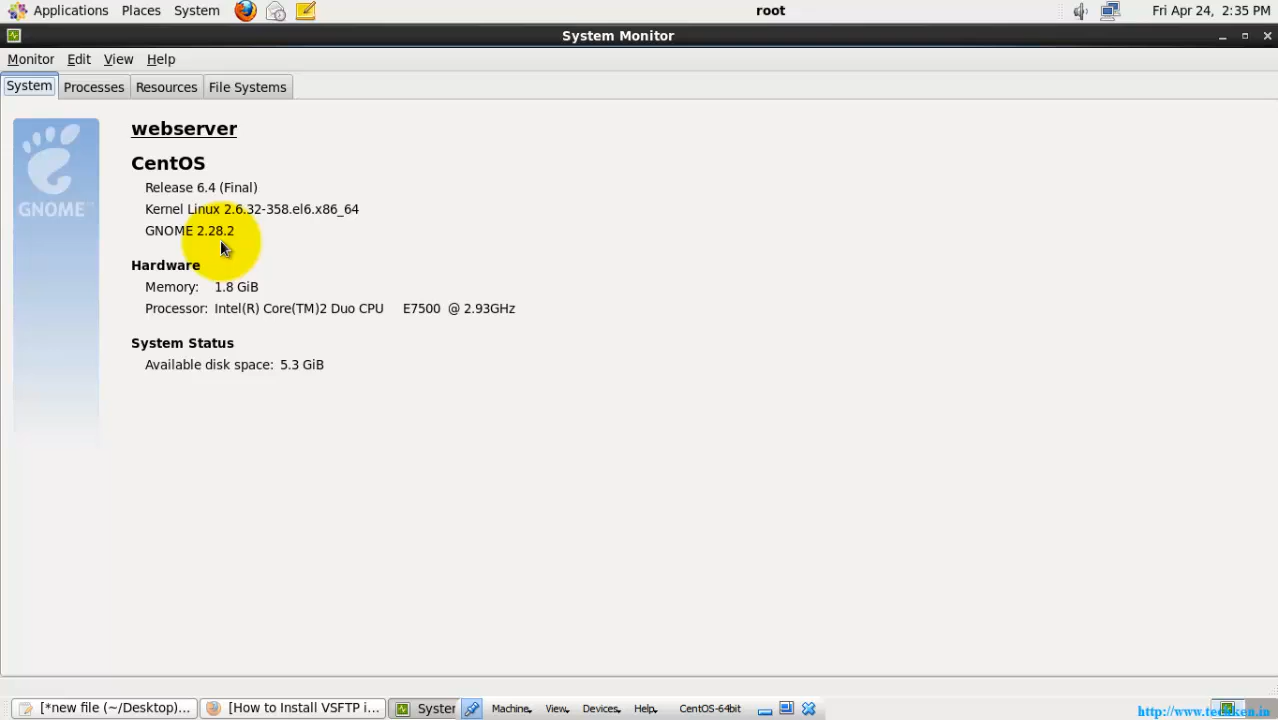 Applications Places System root Fri Apr 24, 2:35 PM
System Monitor
Monitor Edit View Help
System Processes Resources File Systems
webserver
CentOS
Release 6.4 (Final)
Kernel Linux 2.6.32-358.el6.x86_64
GNOME 2.28.2
GNOME™
Hardware
Memory: 1.8 GiB
Processor: Intel(R) Core(TM)2 Duo CPU E7500 @ 2.93GHz
System Status
Available disk space: 5.3 GiB
[*new file (~/Desktop)... [How to Install VSFTP i... Syster Machine View Devices Help CentOS-64bit